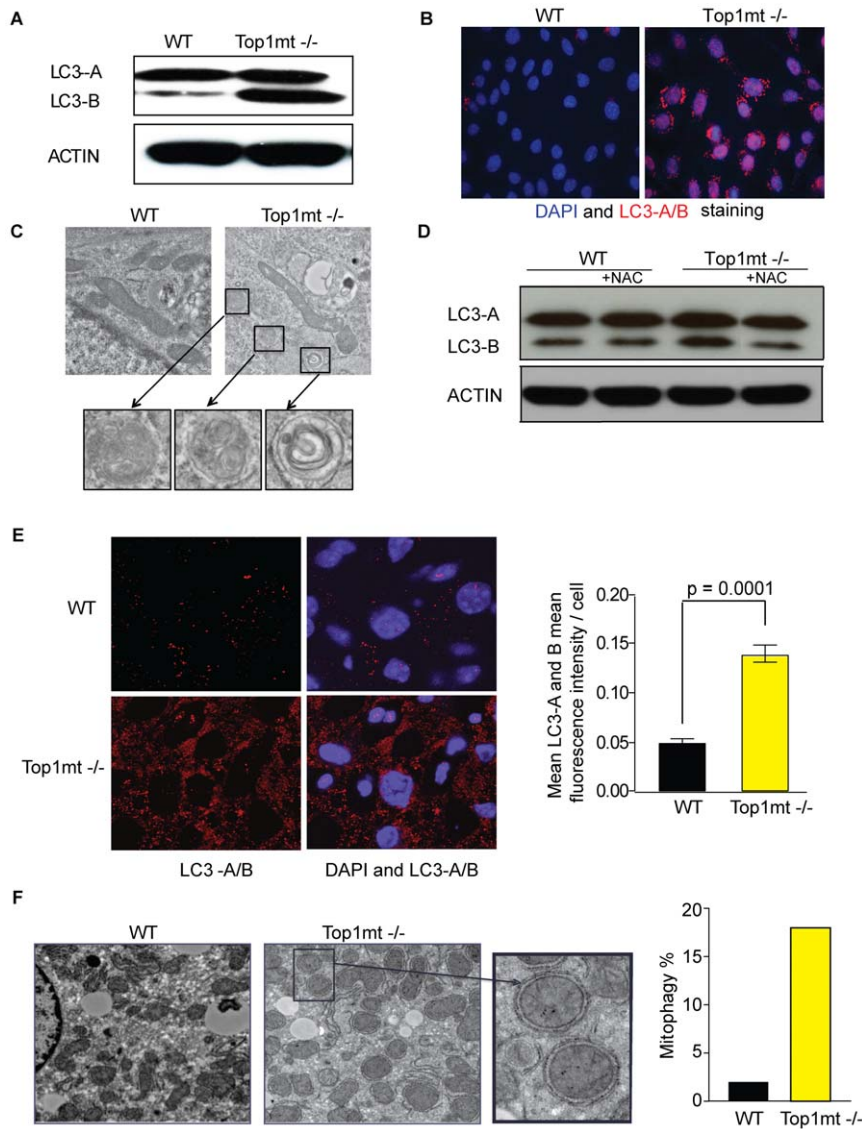 A
WT Top1mt -/-
LC3--A
LC3-B
ACTIN
B
WT Top1mt -/-
DAPI and LC3-A/B staining
C
WT Top1mt -/-
D
WT Top1mt -/-
+NAC +NAC
LC3-A
LC3-B
ACTIN
E
WT
Top1mt -/-
LC3 -A/B DAPI and LC3-A/B
Mean LC3-A and B mean
fluorescence intensity / cell
p = 0.0001
0.20
0.15
0.10
0.05
0.00
WT Top1mt -/-
F
WT Top1mt -/-
Mitophagy %
20
15
10
5
0
WT Top1mt -/-